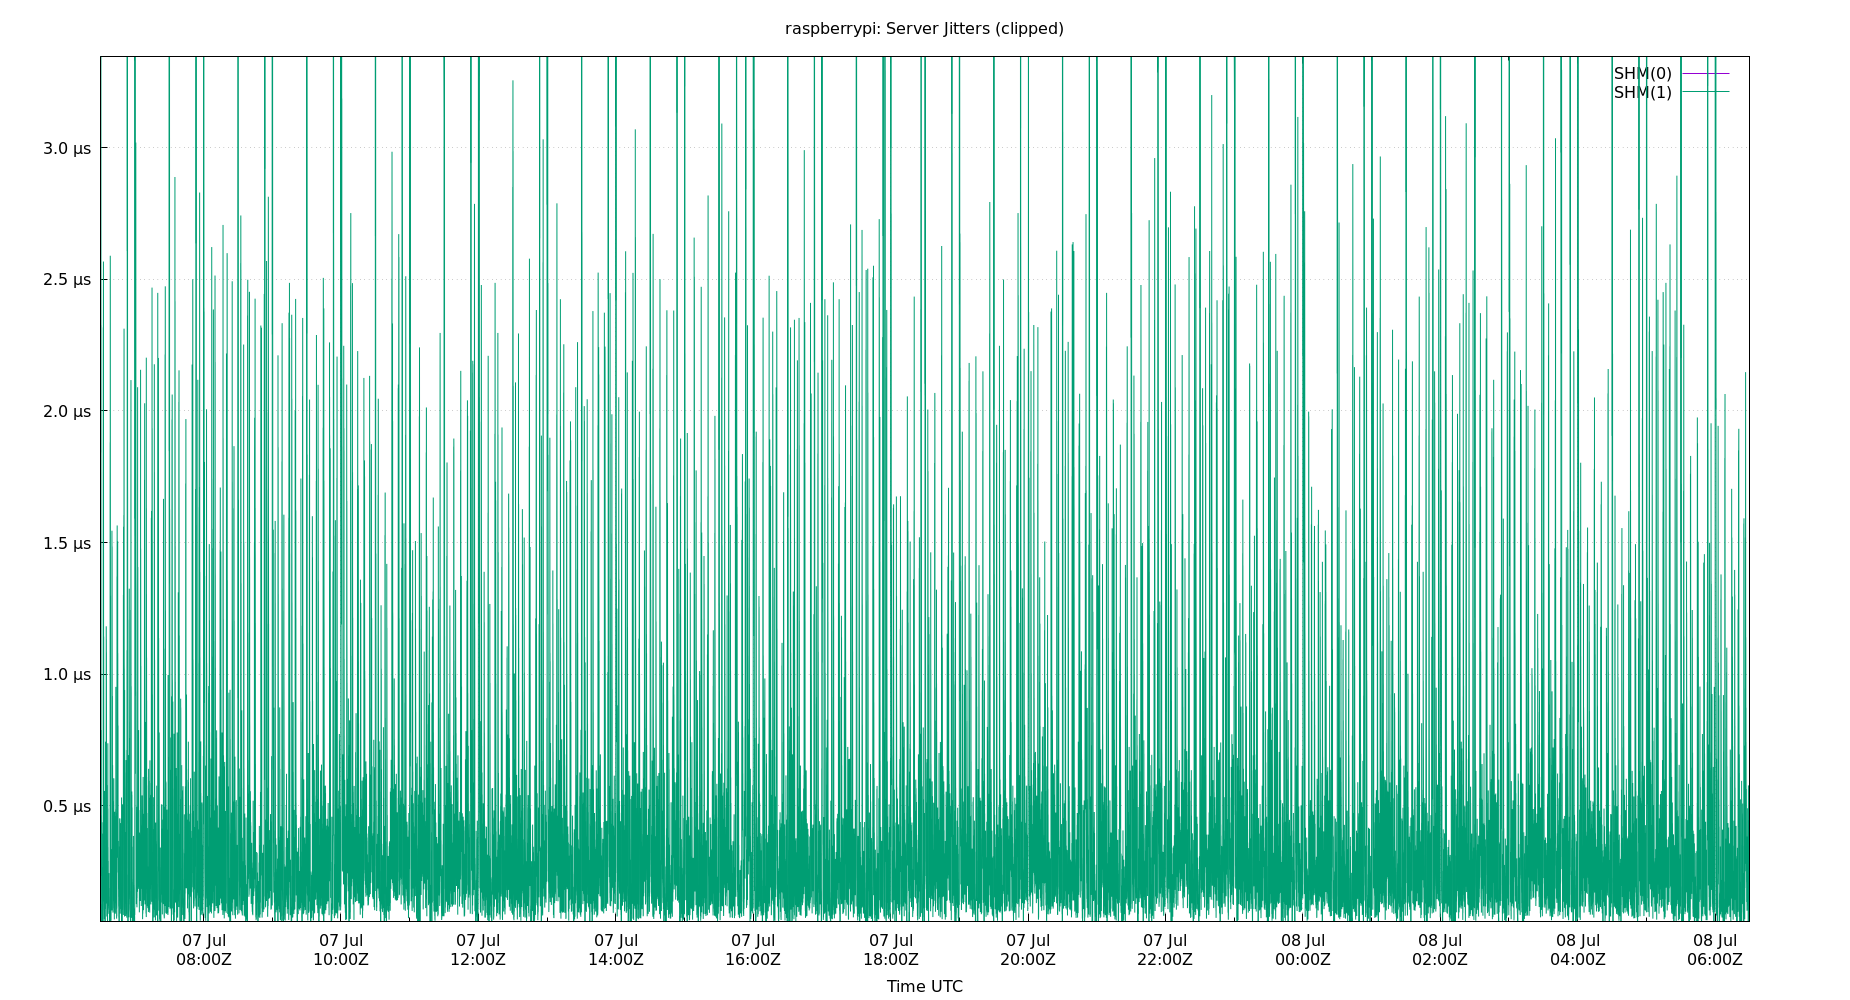 raspberrypi: Server Jitters (clipped)
SHM(0)
SHM(1)
3.0 µs
2.5 µs
2.0 µs
1.5 µs
1.0 µs
0.5 µs
07 Jul 07 Jul 07 Jul 07 Jul 07 Jul 07 Jul 07 Jul 07 Jul 08 Jul 08 Jul 08 Jul 08 Jul
08:00Z 10:00Z 12:00Z 14:00Z 16:00Z 18:00Z 20:00Z 22:00Z 00:00Z 02:00Z 04:00Z 06:00Z
Time UTC